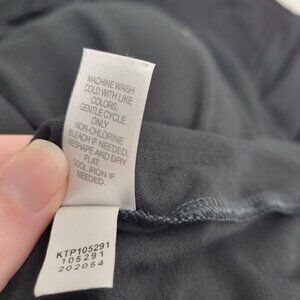 MACHINE WASH
COLD WITH LIKE
COLORS.
GENTLE CYCLE.
ONLY
NON-CHLORINE
BLEACH IF NEEDED.
RESHAPE AND DRY
FLAT.
COOL IRON IF
NEEDED.
KTP105291
105291
202054